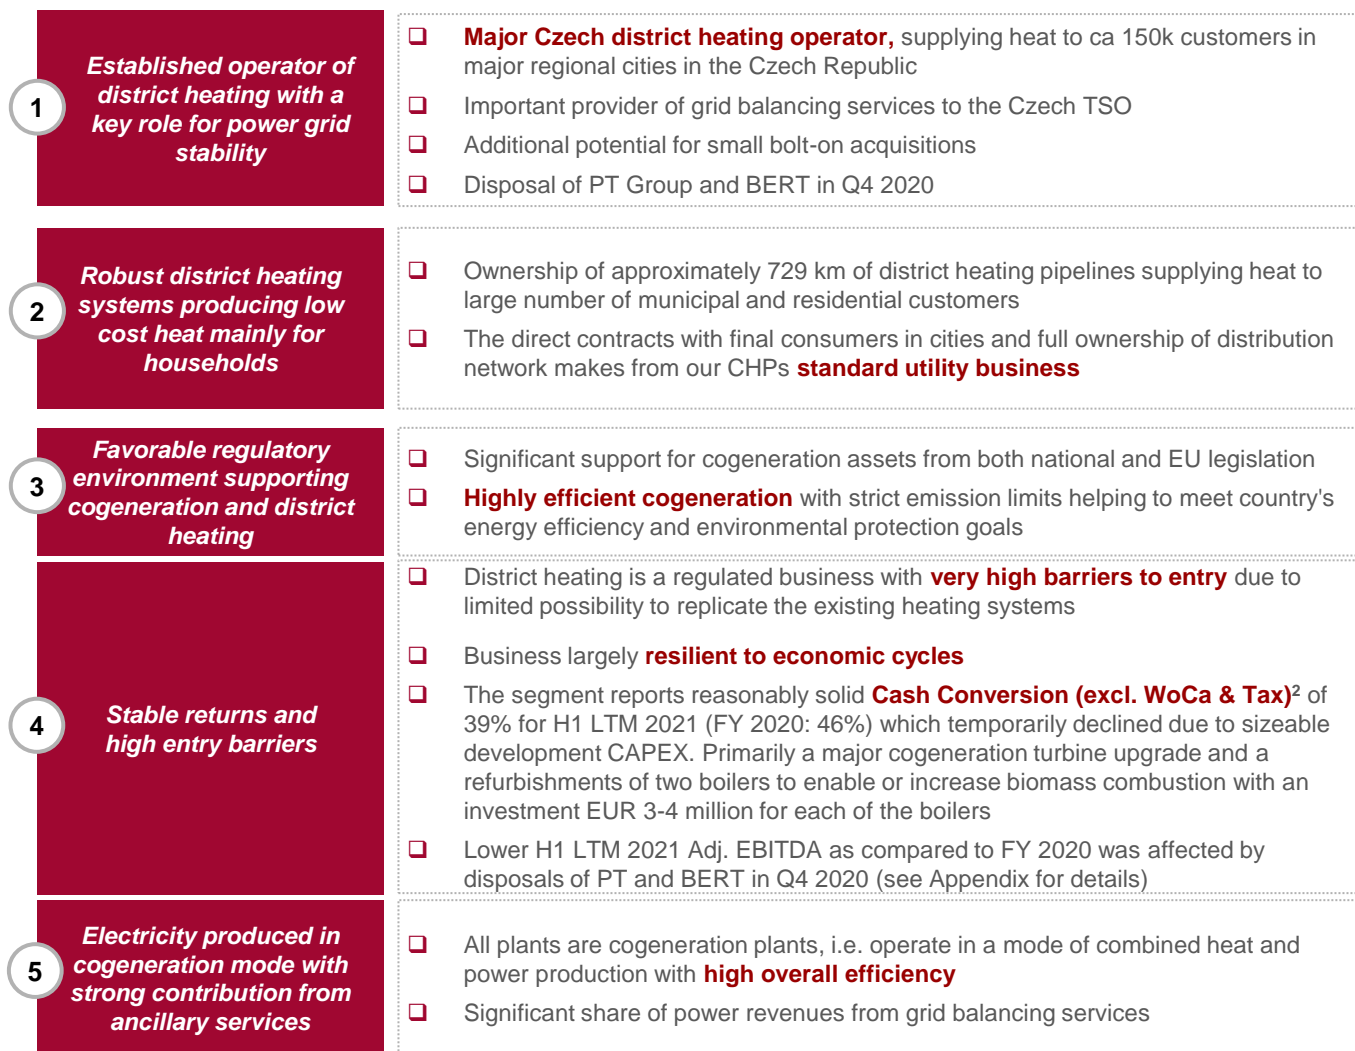 1
Established operator of
district heating with a
key role for power grid
stability
❑ Major Czech district heating operator, supplying heat to ca 150k customers in
major regional cities in the Czech Republic
❑ Important provider of grid balancing services to the Czech TSO
❑ Additional potential for small bolt-on acquisitions
❑ Disposal of PT Group and BERT in Q4 2020
2
Robust district heating
systems producing low
cost heat mainly for
households
❑ Ownership of approximately 729 km of district heating pipelines supplying heat to
large number of municipal and residential customers
❑ The direct contracts with final consumers in cities and full ownership of distribution
network makes from our CHPs standard utility business
3
Favorable regulatory
environment supporting
cogeneration and district
heating
❑ Significant support for cogeneration assets from both national and EU legislation
❑ Highly efficient cogeneration with strict emission limits helping to meet country's
energy efficiency and environmental protection goals
4
Stable returns and
high entry barriers
❑ District heating is a regulated business with very high barriers to entry due to
limited possibility to replicate the existing heating systems
❑ Business largely resilient to economic cycles
❑ The segment reports reasonably solid Cash Conversion (excl. WoCa & Tax)² of
39% for H1 LTM 2021 (FY 2020: 46%) which temporarily declined due to sizeable
development CAPEX. Primarily a major cogeneration turbine upgrade and a
refurbishments of two boilers to enable or increase biomass combustion with an
investment EUR 3-4 million for each of the boilers
❑ Lower H1 LTM 2021 Adj. EBITDA as compared to FY 2020 was affected by
disposals of PT and BERT in Q4 2020 (see Appendix for details)
5
Electricity produced in
cogeneration mode with
strong contribution from
ancillary services
❑ All plants are cogeneration plants, i.e. operate in a mode of combined heat and
power production with high overall efficiency
❑ Significant share of power revenues from grid balancing services